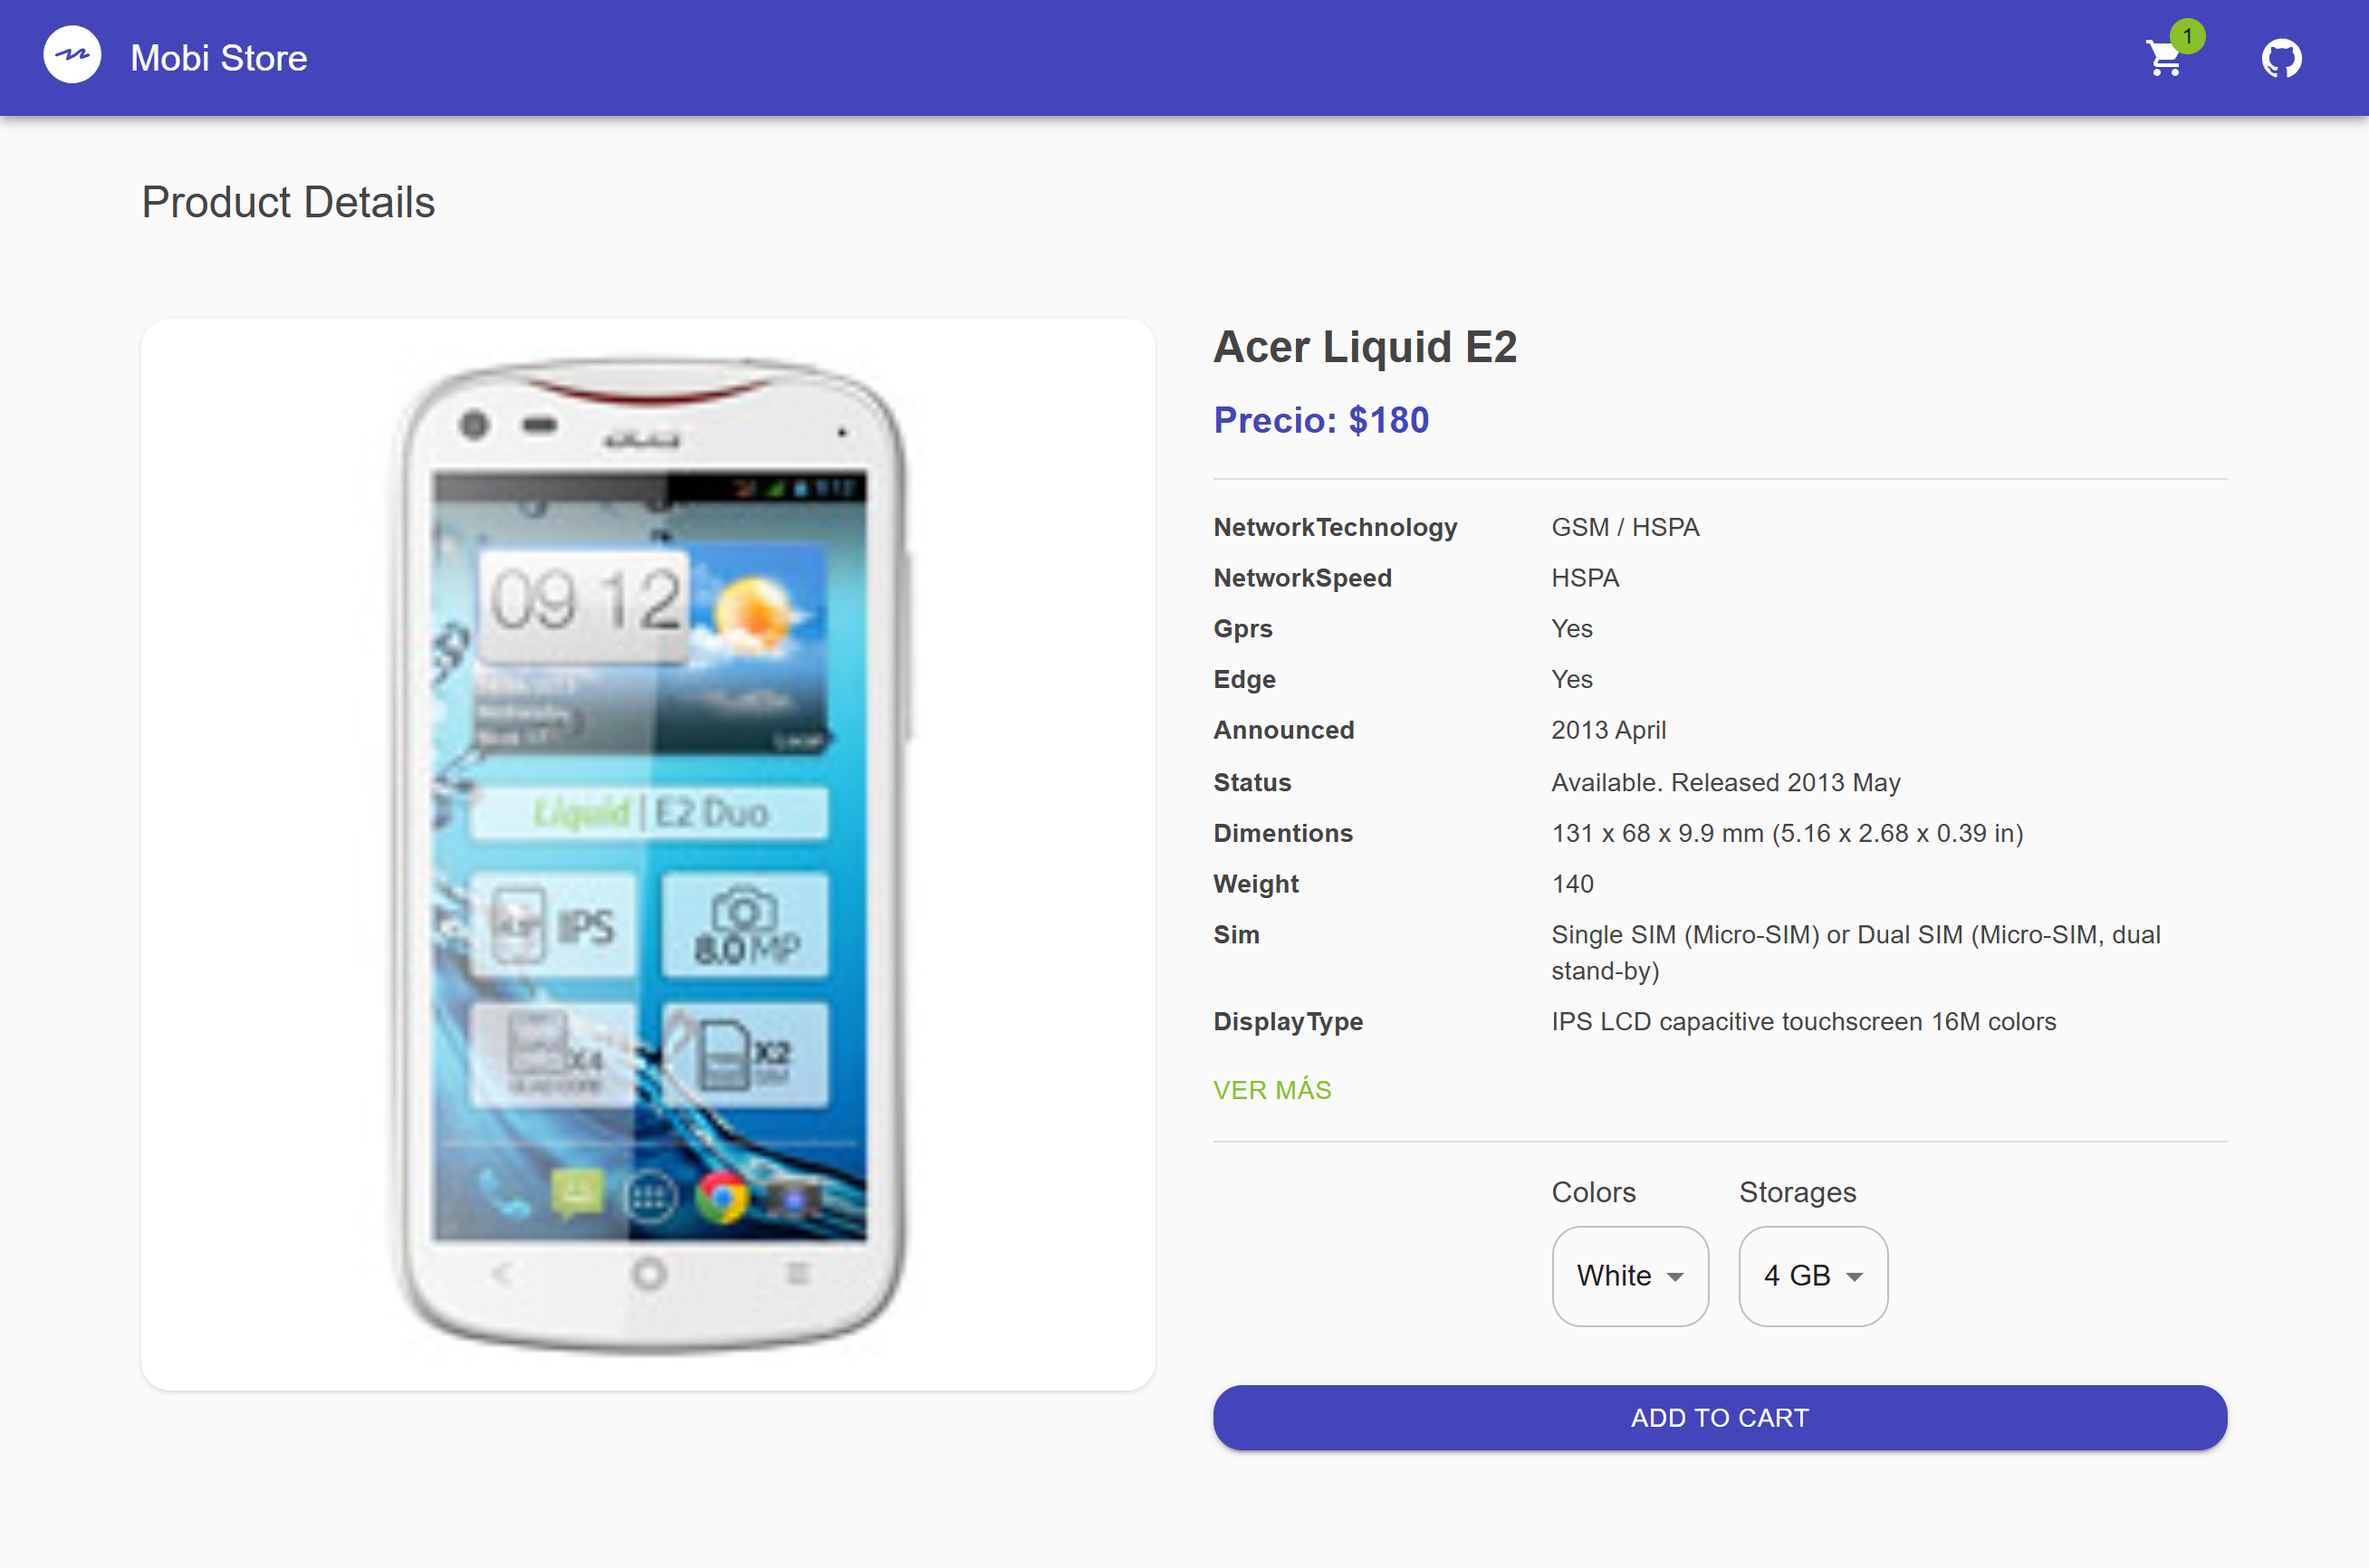 Mobi Store
1
Product Details
Acer Liquid E2
Precio: $180
NetworkTechnology GSM / HSPA
NetworkSpeed HSPA
Gprs Yes
Edge Yes
Announced 2013 April
Status Available. Released 2013 May
Dimentions 131 x 68 x 9.9 mm (5.16 x 2.68 x 0.39 in)
Weight 140
Sim Single SIM (Micro-SIM) or Dual SIM (Micro-SIM, dual
stand-by)
DisplayType IPS LCD capacitive touchscreen 16M colors
VER MÁS
Colors Storages
White 4 GB
ADD TO CART
09 12
Liquid | E2 Duo
IPS
8.0 MP
X4
X2
SIM